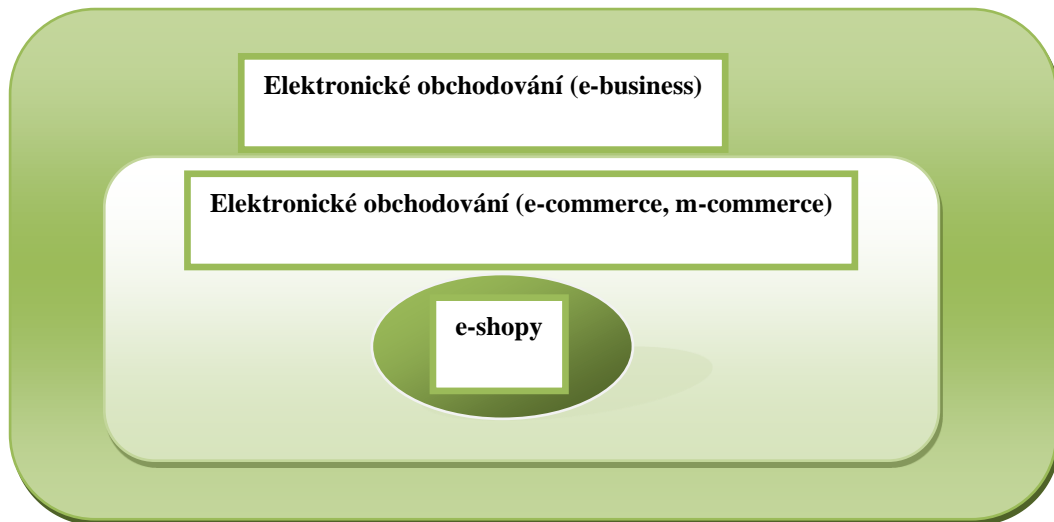 Elektronické obchodování (e-business)
Elektronické obchodování (e-commerce, m-commerce)
e-shopy